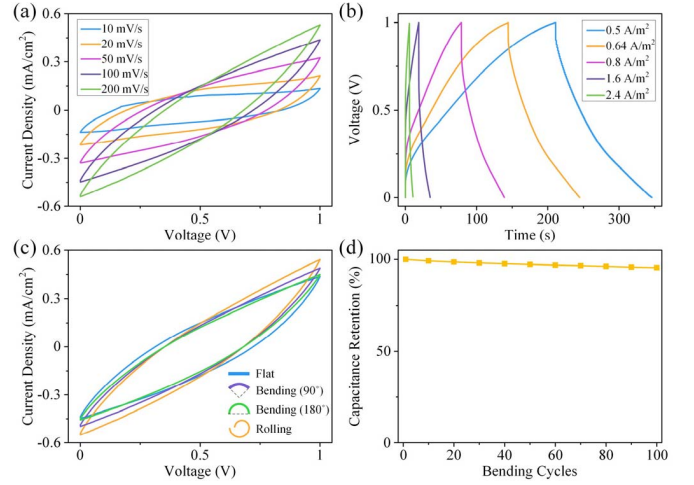 (a)
10 mV/s
20 mV/s
50 mV/s
100 mV/s
200 mV/s
0.6
0.3
0
-0.3
-0.6
Current Density (mA/cm²)
0
0.5
1
Voltage (V)
(b)
0.5 A/m²
0.64 A/m²
0.8 A/m²
1.6 A/m²
2.4 A/m²
1
0.5
0
Voltage (V)
0
100
200
300
Time (s)
(c)
0.6
0.3
0
-0.3
-0.6
Current Density (mA/cm²)
Flat
Bending (90°)
Bending (180°)
Rolling
0
0.5
1
Voltage (V)
(d)
100
50
0
Capacitance Retention (%)
0
20
40
60
80
100
Bending Cycles